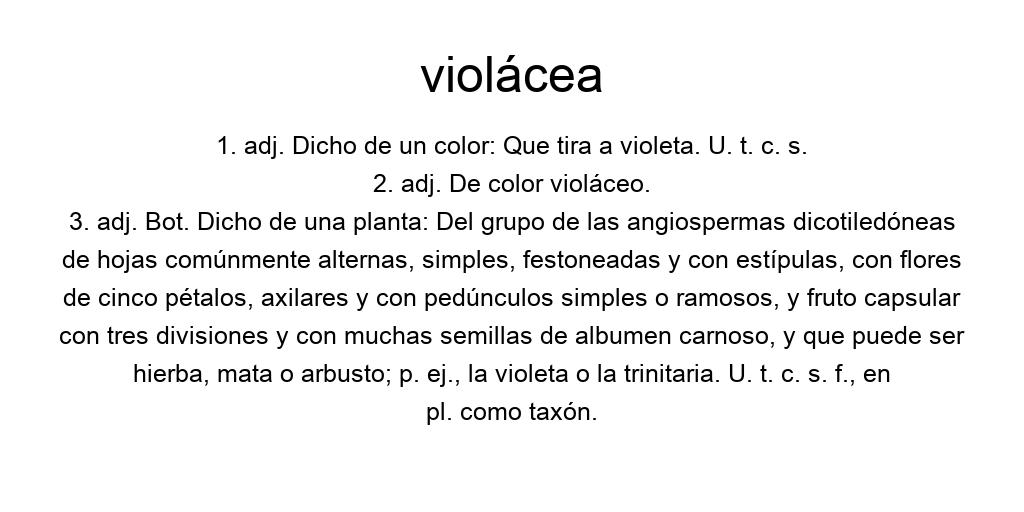 violácea
1. adj. Dicho de un color: Que tira a violeta. U. t. c. s.
2. adj. De color violáceo.
3. adj. Bot. Dicho de una planta: Del grupo de las angiospermas dicotiledóneas
de hojas comúnmente alternas, simples, festoneadas y con estípulas, con flores
de cinco pétalos, axilares y con pedúnculos simples o ramosos, y fruto capsular
con tres divisiones y con muchas semillas de albumen carnoso, y que puede ser
hierba, mata o arbusto; p. ej., la violeta o la trinitaria. U. t. c. s. f., en
pl. como taxón.